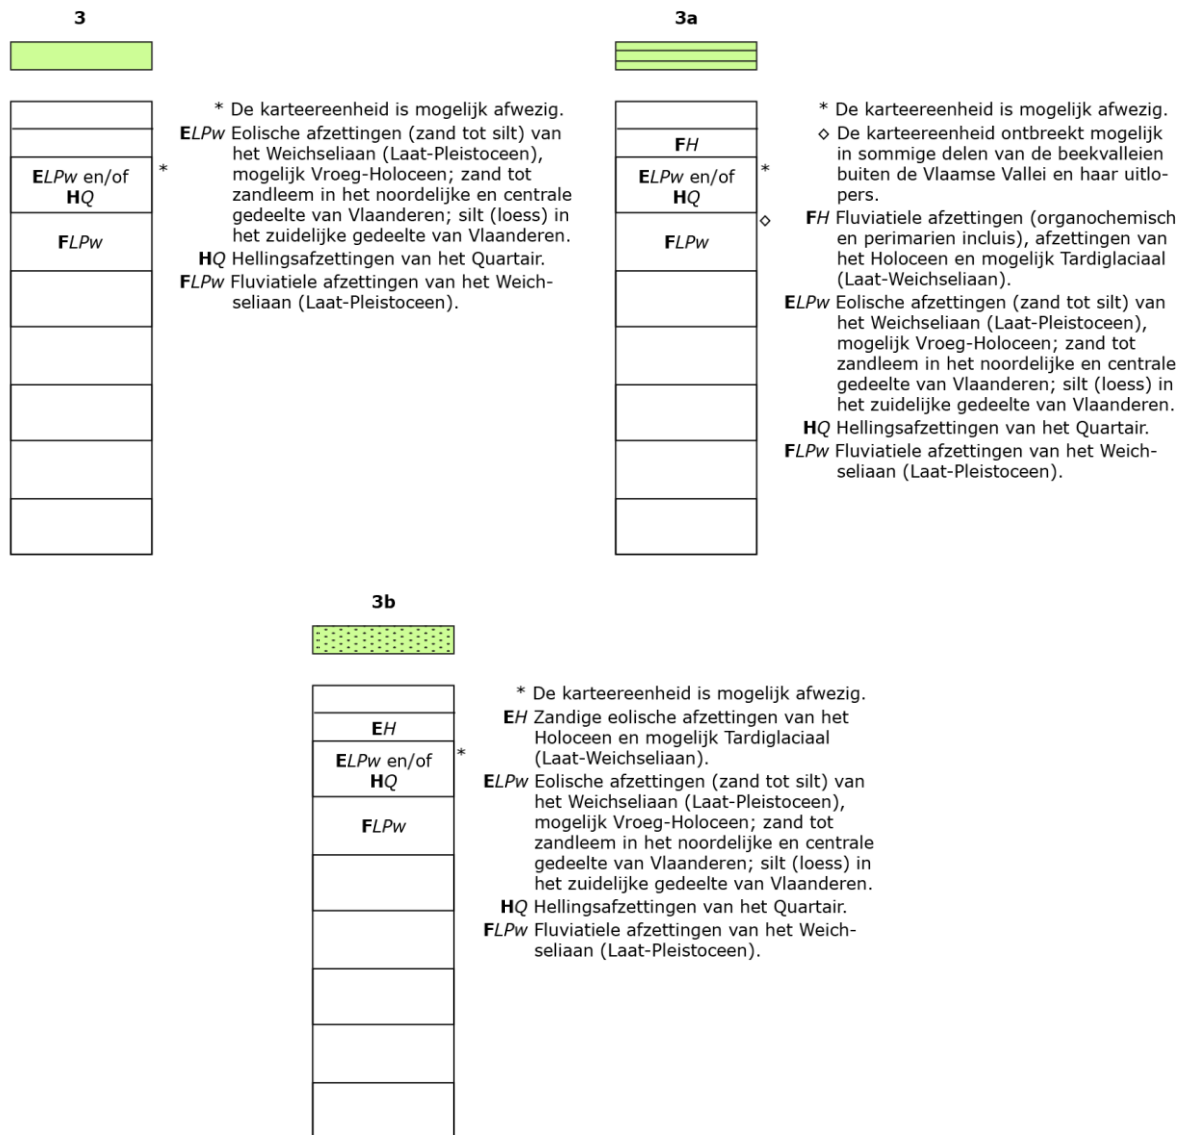 3
ELPw en/of
HQ
*
FLPw
* De karteereenheid is mogelijk afwezig.
ELPw Eolische afzettingen (zand tot silt) van
het Weichseliaan (Laat-Pleistoceen),
mogelijk Vroeg-Holoceen; zand tot
zandleem in het noordelijke en centrale
gedeelte van Vlaanderen; silt (loess) in
het zuidelijke gedeelte van Vlaanderen.
HQ Hellingsafzettingen van het Quartair.
FLPw Fluviatiele afzettingen van het Weich-
seliaan (Laat-Pleistoceen).
3a
FH
ELPw en/of
HQ
*
FLPw
◇
* De karteereenheid is mogelijk afwezig.
◇ De karteereenheid ontbreekt mogelijk
in sommige delen van de beekvalleien
buiten de Vlaamse Vallei en haar uitlo-
pers.
FH Fluviatiele afzettingen (organochemisch
en perimarien incluis), afzettingen van
het Holoceen en mogelijk Tardiglaciaal
(Laat-Weichseliaan).
ELPw Eolische afzettingen (zand tot silt) van
het Weichseliaan (Laat-Pleistoceen),
mogelijk Vroeg-Holoceen; zand tot
zandleem in het noordelijke en centrale
gedeelte van Vlaanderen; silt (loess) in
het zuidelijke gedeelte van Vlaanderen.
HQ Hellingsafzettingen van het Quartair.
FLPw Fluviatiele afzettingen van het Weich-
seliaan (Laat-Pleistoceen).
3b
EH
ELPw en/of
HQ
*
FLPw
* De karteereenheid is mogelijk afwezig.
EH Zandige eolische afzettingen van het
Holoceen en mogelijk Tardiglaciaal
(Laat-Weichseliaan).
ELPw Eolische afzettingen (zand tot silt) van
het Weichseliaan (Laat-Pleistoceen),
mogelijk Vroeg-Holoceen; zand tot
zandleem in het noordelijke en centrale
gedeelte van Vlaanderen; silt (loess) in
het zuidelijke gedeelte van Vlaanderen.
HQ Hellingsafzettingen van het Quartair.
FLPw Fluviatiele afzettingen van het Weich-
seliaan (Laat-Pleistoceen).